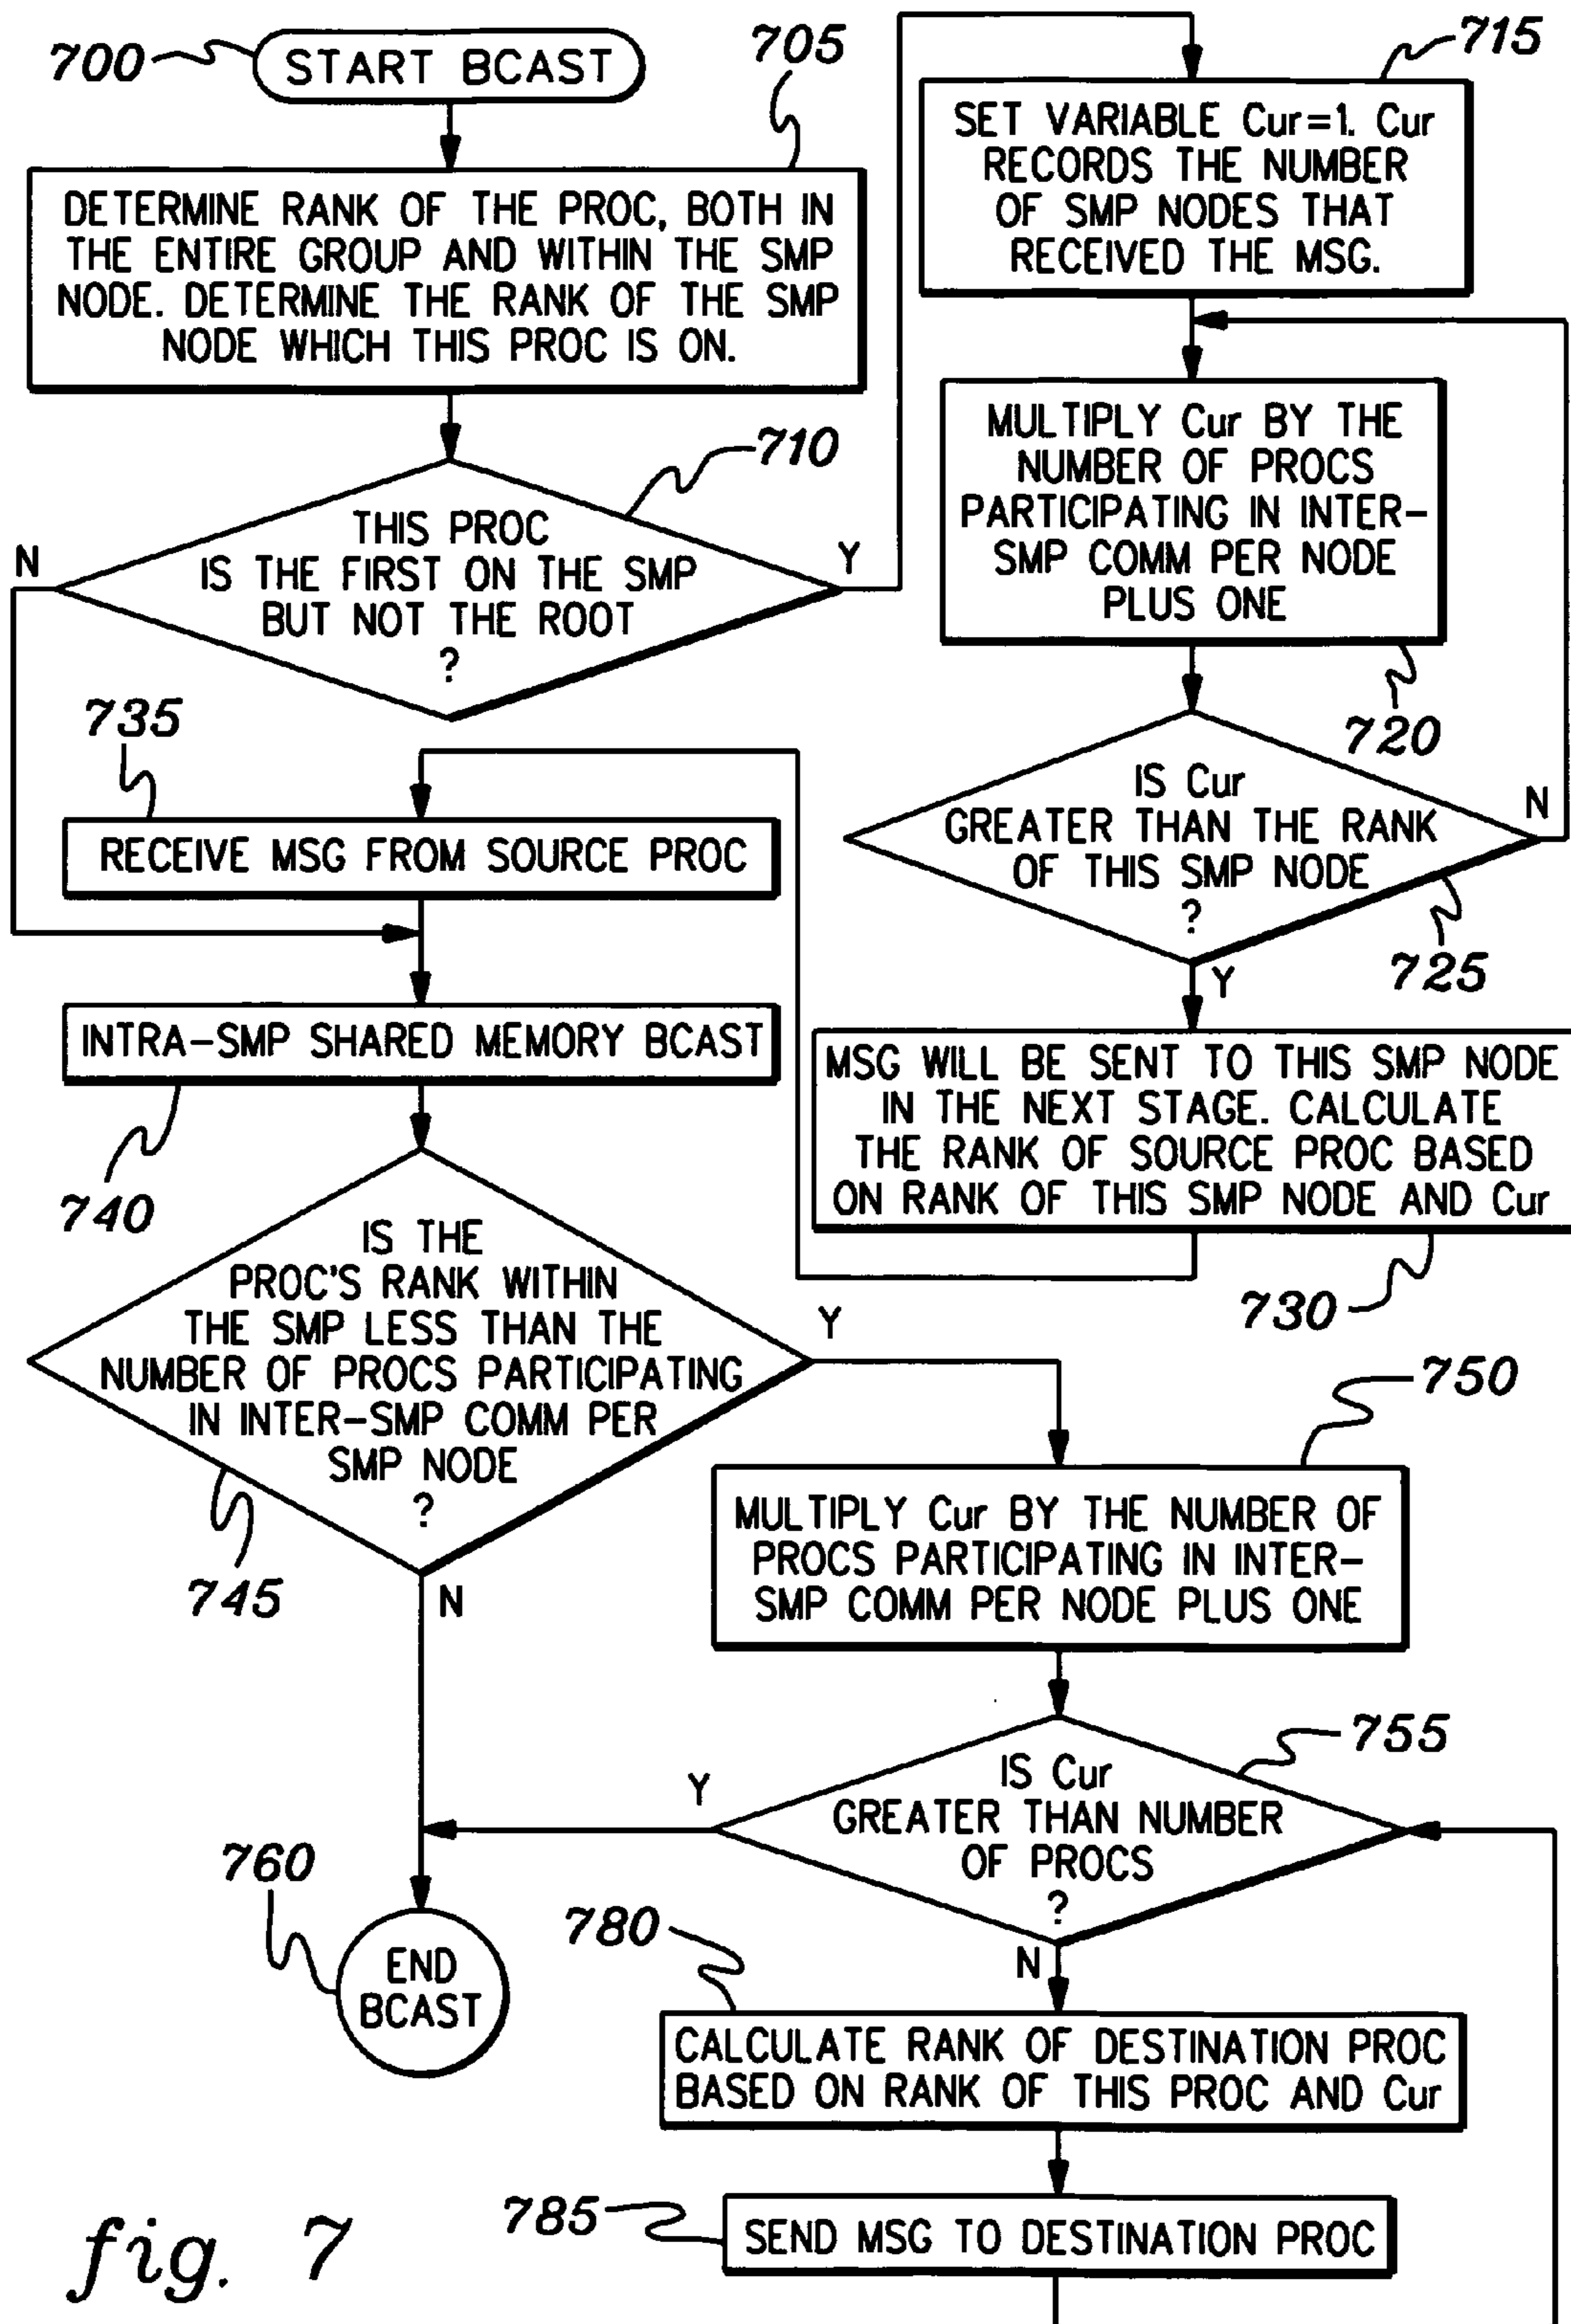 700
START BCAST
705
DETERMINE RANK OF THE PROC, BOTH IN
THE ENTIRE GROUP AND WITHIN THE SMP
NODE. DETERMINE THE RANK OF THE SMP
NODE WHICH THIS PROC IS ON.
710
THIS PROC
IS THE FIRST ON THE SMP
BUT NOT THE ROOT
?
N
Y
715
SET VARIABLE Cur=1. Cur
RECORDS THE NUMBER
OF SMP NODES THAT
RECEIVED THE MSG.
MULTIPLY Cur BY THE
NUMBER OF PROCS
PARTICIPATING IN INTER-
SMP COMM PER NODE
PLUS ONE
720
IS Cur
GREATER THAN THE RANK
OF THIS SMP NODE
?
N
725
Y
MSG WILL BE SENT TO THIS SMP NODE
IN THE NEXT STAGE. CALCULATE
THE RANK OF SOURCE PROC BASED
ON RANK OF THIS SMP NODE AND Cur
730
735
RECEIVE MSG FROM SOURCE PROC
INTRA-SMP SHARED MEMORY BCAST
740
IS THE
PROC'S RANK WITHIN
THE SMP LESS THAN THE
NUMBER OF PROCS PARTICIPATING
IN INTER-SMP COMM PER
SMP NODE
?
Y
745
N
750
MULTIPLY Cur BY THE NUMBER OF
PROCS PARTICIPATING IN INTER-
SMP COMM PER NODE PLUS ONE
755
IS Cur
GREATER THAN NUMBER
OF PROCS
?
Y
N
760
END
BCAST
780
CALCULATE RANK OF DESTINATION PROC
BASED ON RANK OF THIS PROC AND Cur
785
SEND MSG TO DESTINATION PROC
fig. 7